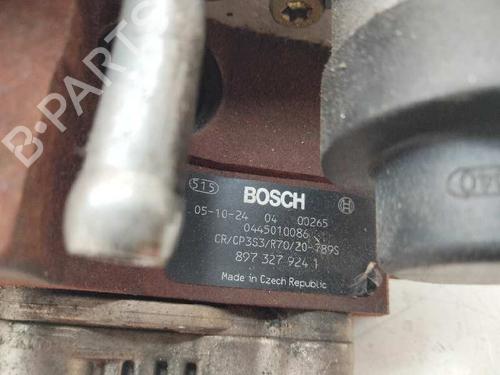 B-PARTS
515
BOSCH
05-10-24 04 00265
0445010086
CR/CP3S3/R70/20-789S
897 327 924 1
Made in Czech Republic